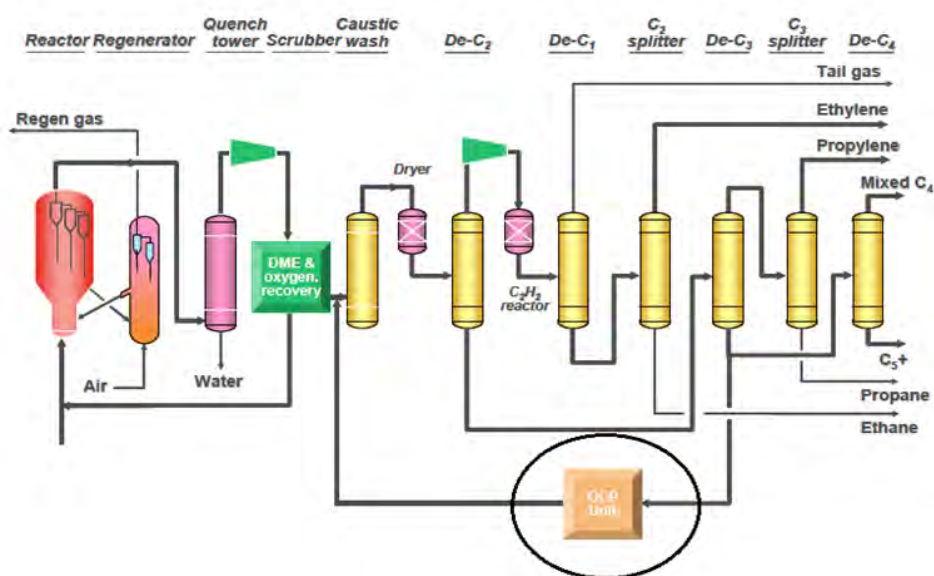 Reactor Regenerator Quench tower Scrubber Caustic wash De-C₂ De-C₁ C₂ splitter De-C₃ C₃ splitter De-C₄
Tail gas
Regen gas
Ethylene
Propylene
Mixed C₄
Dryer
DME &
oxygen.
recovery
C₂H₂
reactor
Air
Water
C₅+
Propane
Ethane
OCP
Unit